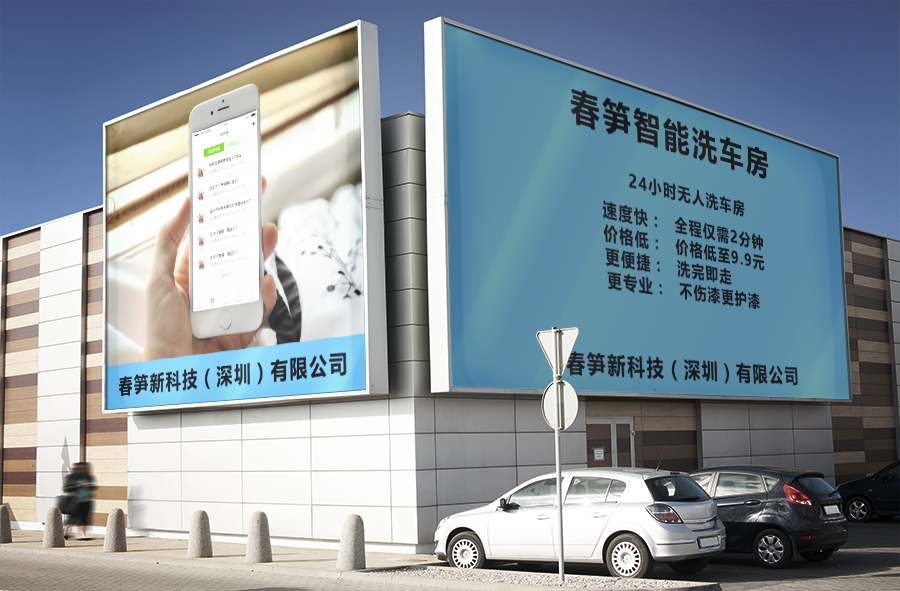 春笋新科技（深圳）有限公司
春笋智能洗车房
24小时无人洗车房
速度快： 全程仅需2分钟
价格低： 价格低至9.9元
更便捷： 洗完即走
更专业： 不伤漆更护漆
春笋新科技（深圳）有限公司